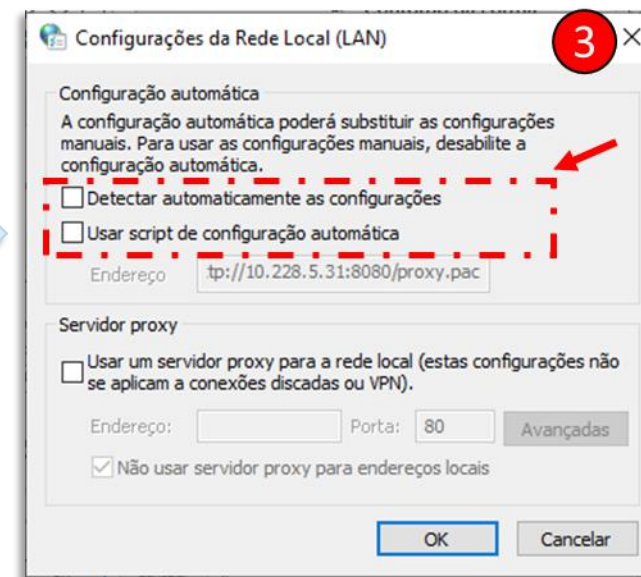 Configurações da Rede Local (LAN)
3
Configuração automática
A configuração automática poderá substituir as configurações
manuais. Para usar as configurações manuais, desabilite a
configuração automática.
Detectar automaticamente as configurações
Usar script de configuração automática
Endereço
tp://10.228.5.31:8080/proxy.pac
Servidor proxy
Usar um servidor proxy para a rede local (estas configurações não
se aplicam a conexões discadas ou VPN).
Endereço:
Porta:
80
Avançadas
Não usar servidor proxy para endereços locais
OK
Cancelar